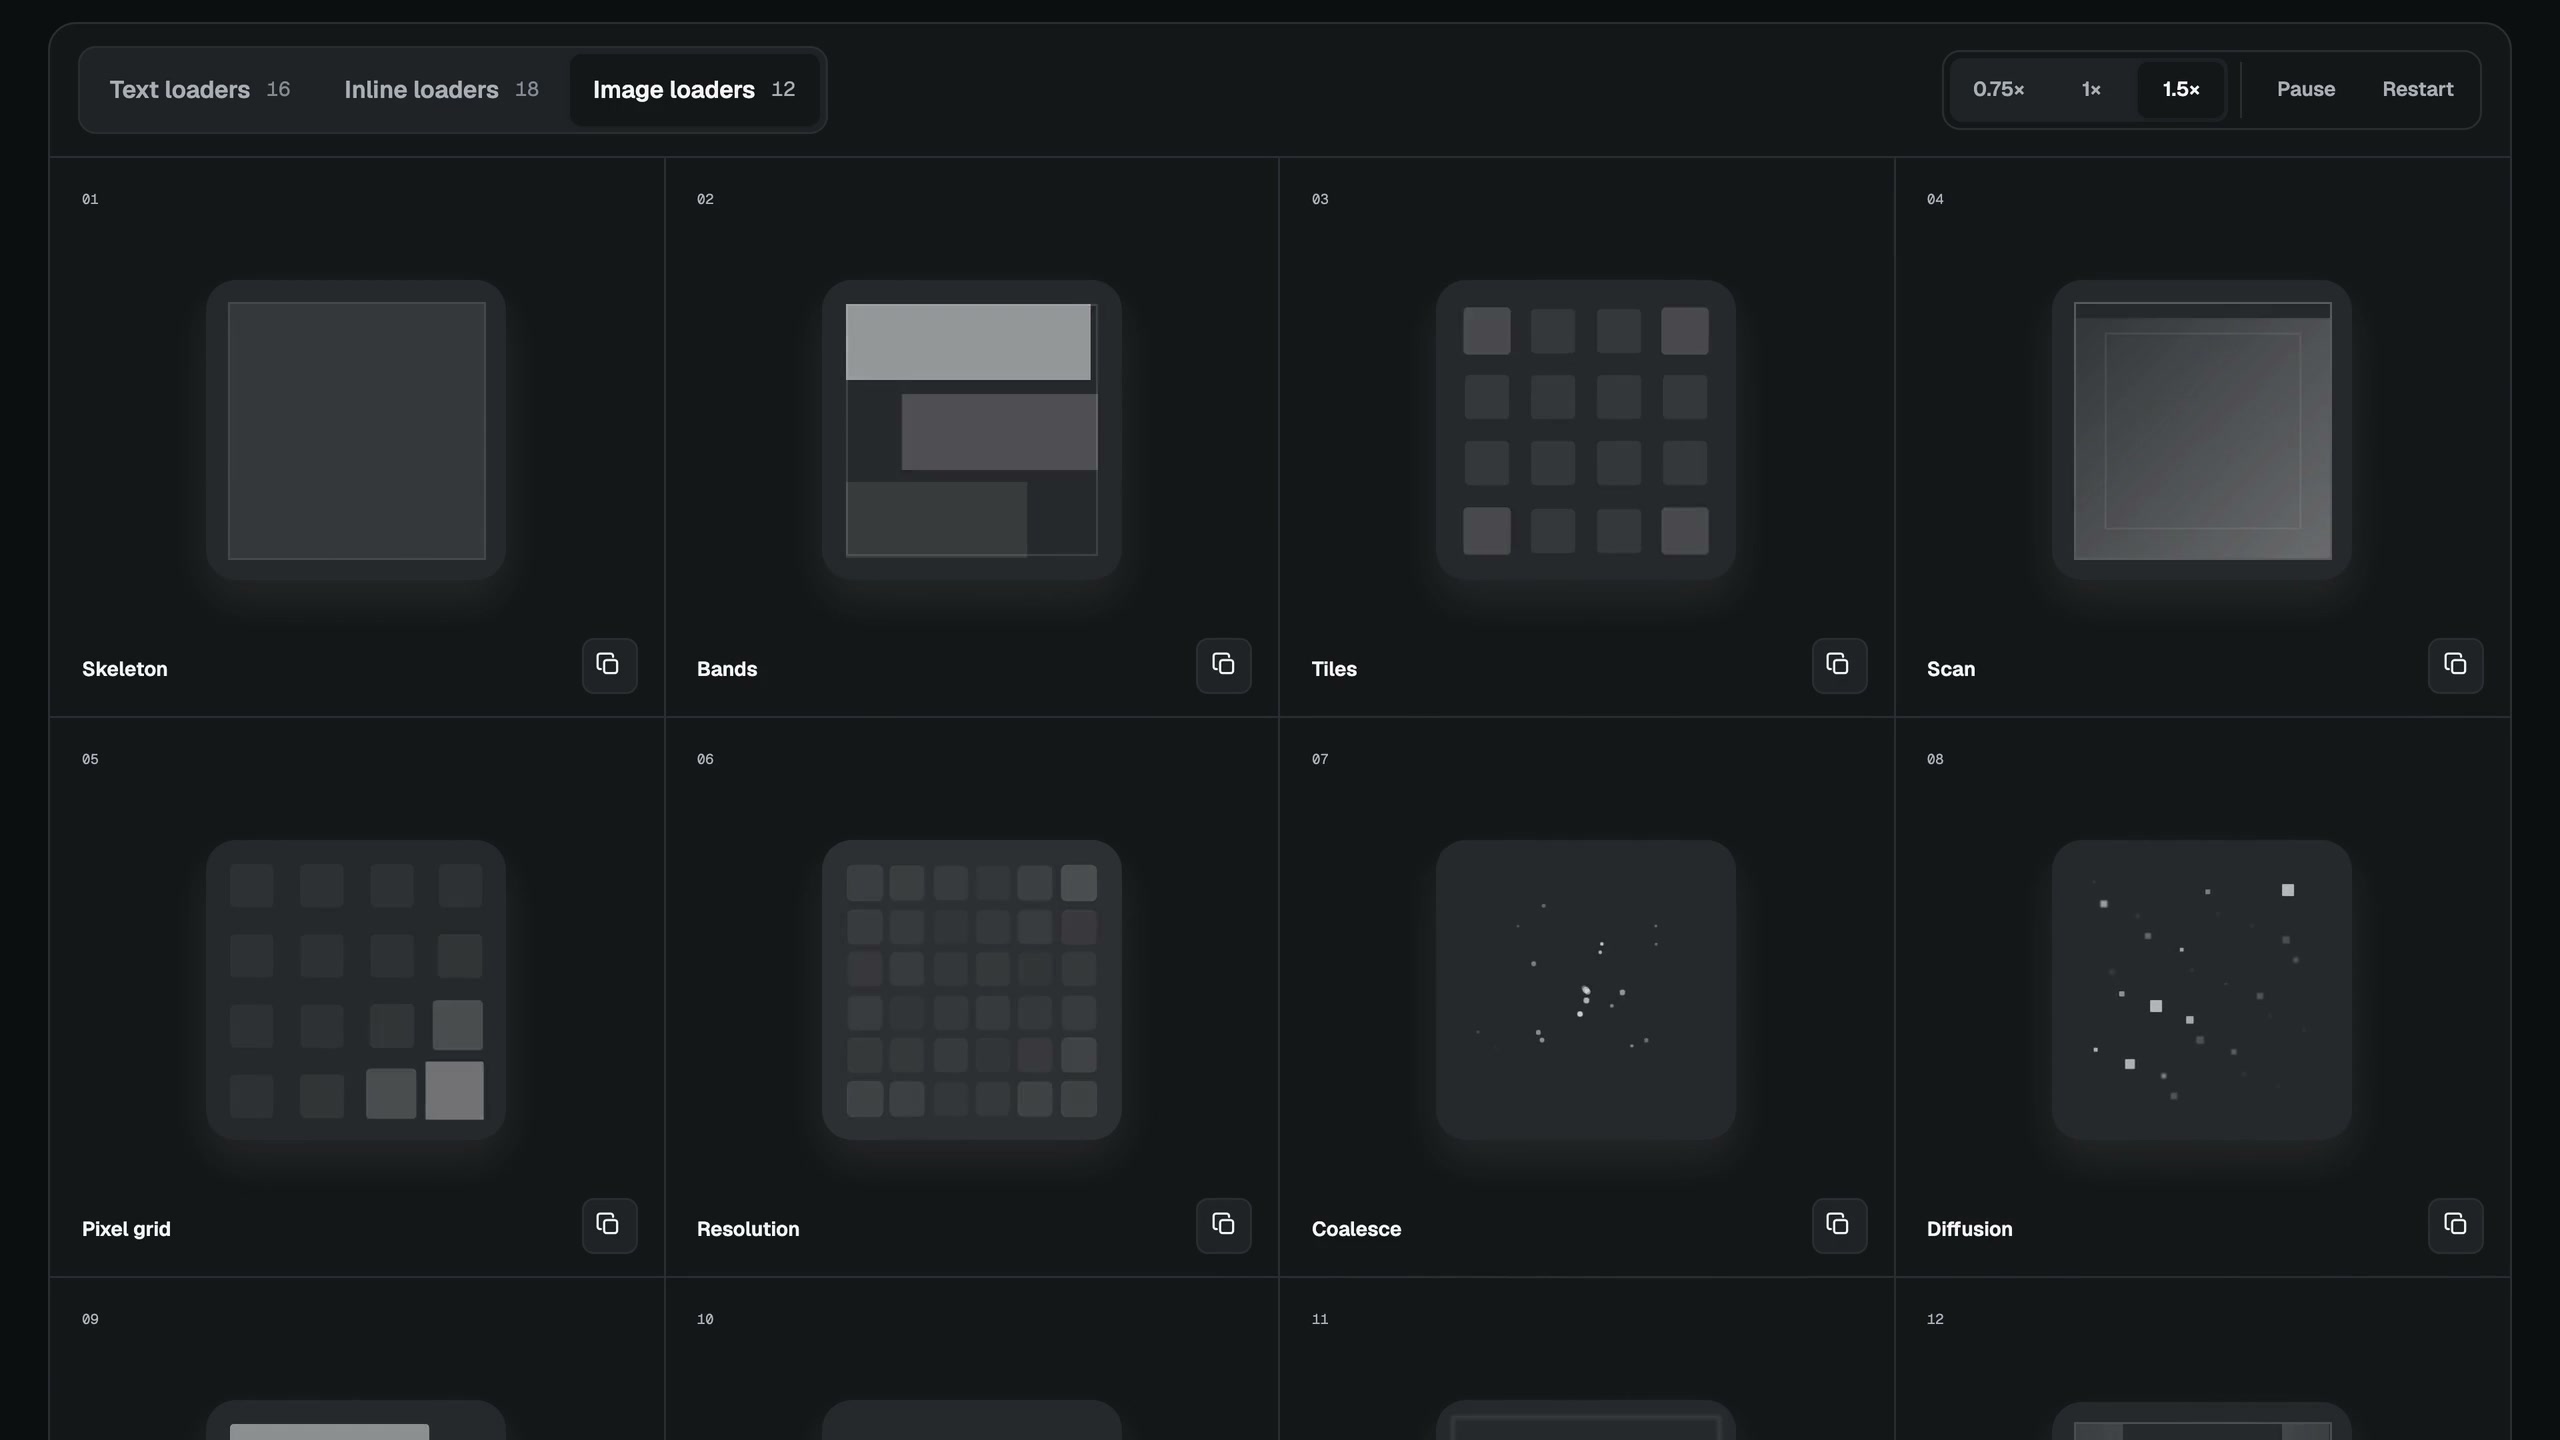 Text loaders 16 Inline loaders 18 Image loaders 12 0.75× 1× 1.5× Pause Restart
01 02 03 04
Skeleton Bands Tiles Scan
05 06 07 08
Pixel grid Resolution Coalesce Diffusion
09 10 11 12